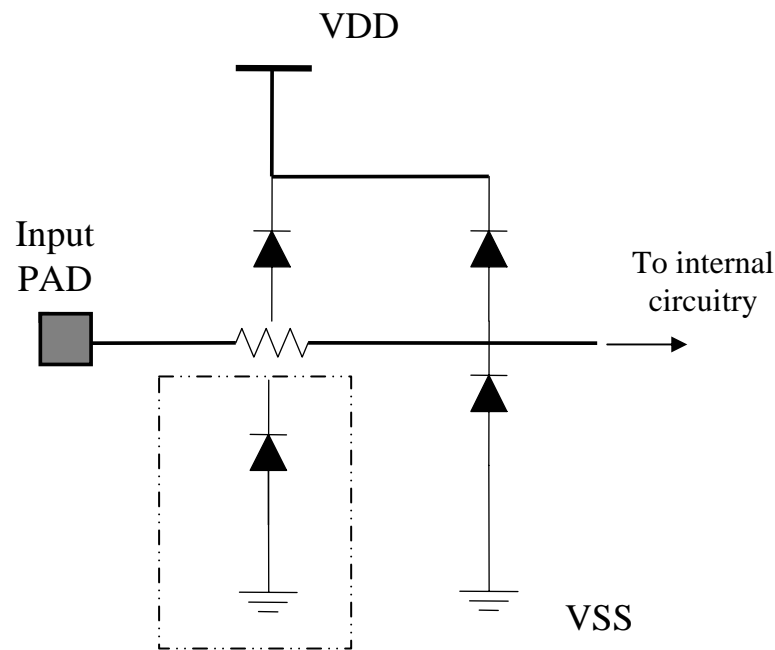 VDD
Input
PAD
To internal
circuitry
VSS